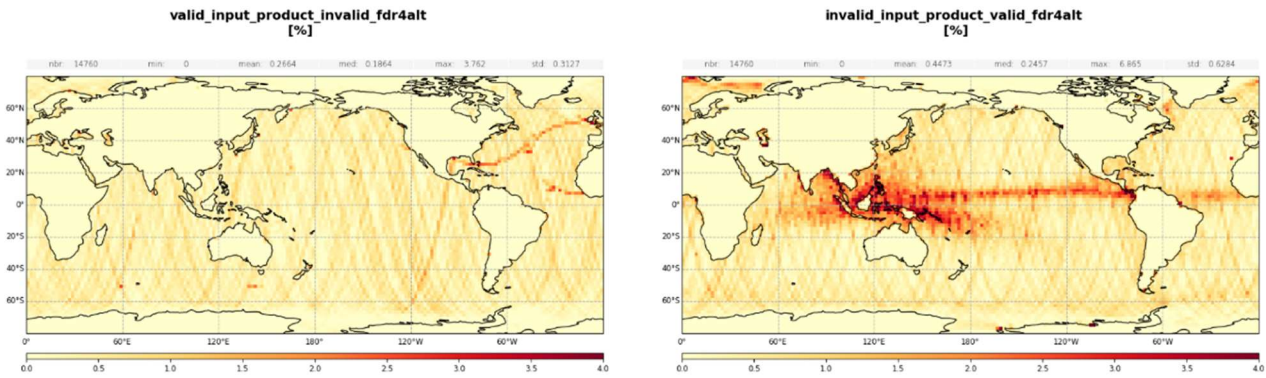 valid_input_product_invalid_fdr4alt
[%]
nbr: 14760 min: 0 mean: 0.2664 med: 0.1864 max: 3.762 std: 0.3127
60°N
40°N
20°N
0°
20°S
40°S
60°S
0° 60°E 120°E 180° 120°W 60°W
0.0 0.5 1.0 1.5 2.0 2.5 3.0 3.5 4.0
invalid_input_product_valid_fdr4alt
[%]
nbr: 14760 min: 0 mean: 0.4473 med: 0.2457 max: 6.865 std: 0.6284
60°N
40°N
20°N
0°
20°S
40°S
60°S
0° 60°E 120°E 180° 120°W 60°W
0.0 0.5 1.0 1.5 2.0 2.5 3.0 3.5 4.0